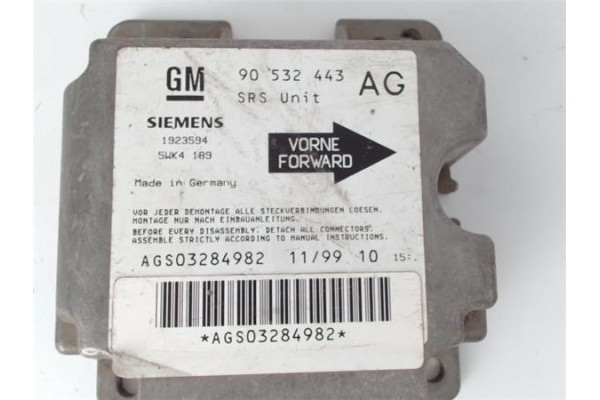 GM 90 532 443 AG
SRS Unit
SIEMENS
1923594
5WK4 189
VORNE
FORWARD
Made in Germany
VOR JEDER DEMONTAGE ALLE STECKVERBINDUNGEN LOESEN.
MONTAGE NUR NACH EINBAUANLEITUNG.
BEFORE EVERY DISASSEMBLY, DETACH ALL CONNECTORS.
ASSEMBLE STRICTLY ACCORDING TO MANUAL INSTRUCTIONS.
AGS03284982 11/99 10
*AGS03284982*